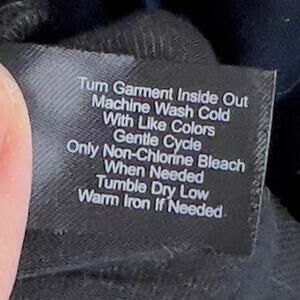 Turn Garment Inside Out
Machine Wash Cold
With Like Colors
Gentle Cycle
Only Non-Chlorine Bleach
When Needed
Tumble Dry Low
Warm Iron If Needed